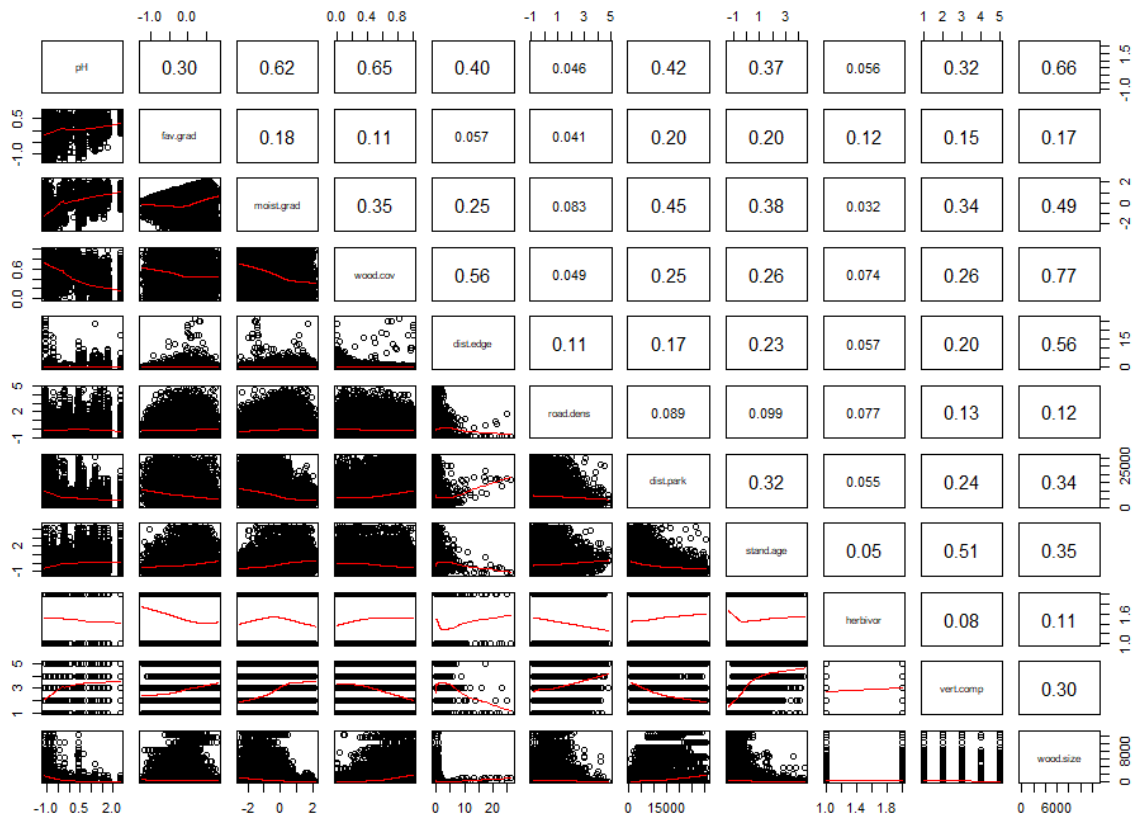 -1.0 0.0 0.0 0.4 0.8 -1 1 3 5 -1 1 3 1 2 3 4 5
pH 0.30 0.62 0.65 0.40 0.046 0.42 0.37 0.056 0.32 0.66 -1.0 1.5
-1.0 0.5 fav.grad 0.18 0.11 0.057 0.041 0.20 0.20 0.12 0.15 0.17
moist.grad 0.35 0.25 0.083 0.45 0.38 0.032 0.34 0.49 -2 0 2
0.0 0.6 wood.cov 0.56 0.049 0.25 0.26 0.074 0.26 0.77
dist.edge 0.11 0.17 0.23 0.057 0.20 0.56 0 15
-1 2 5 road.dens 0.089 0.099 0.077 0.13 0.12
dist.park 0.32 0.055 0.24 0.34 0 25000
-1 2 stand.age 0.05 0.51 0.35
herbivor 0.08 0.11 1.0 1.6
1 3 5 vert.comp 0.30
wood.size 0 8000
-1.0 0.5 2.0 -2 0 2 0 10 20 0 15000 1.0 1.4 1.8 0 6000